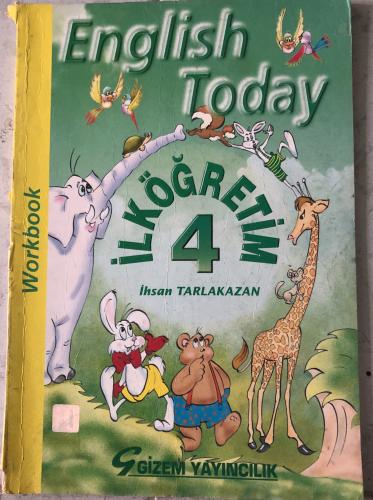 English
Today
Workbook
İLKÖĞRETİM
4
İhsan TARLAKAZAN
GİZEM YAYINCILIK